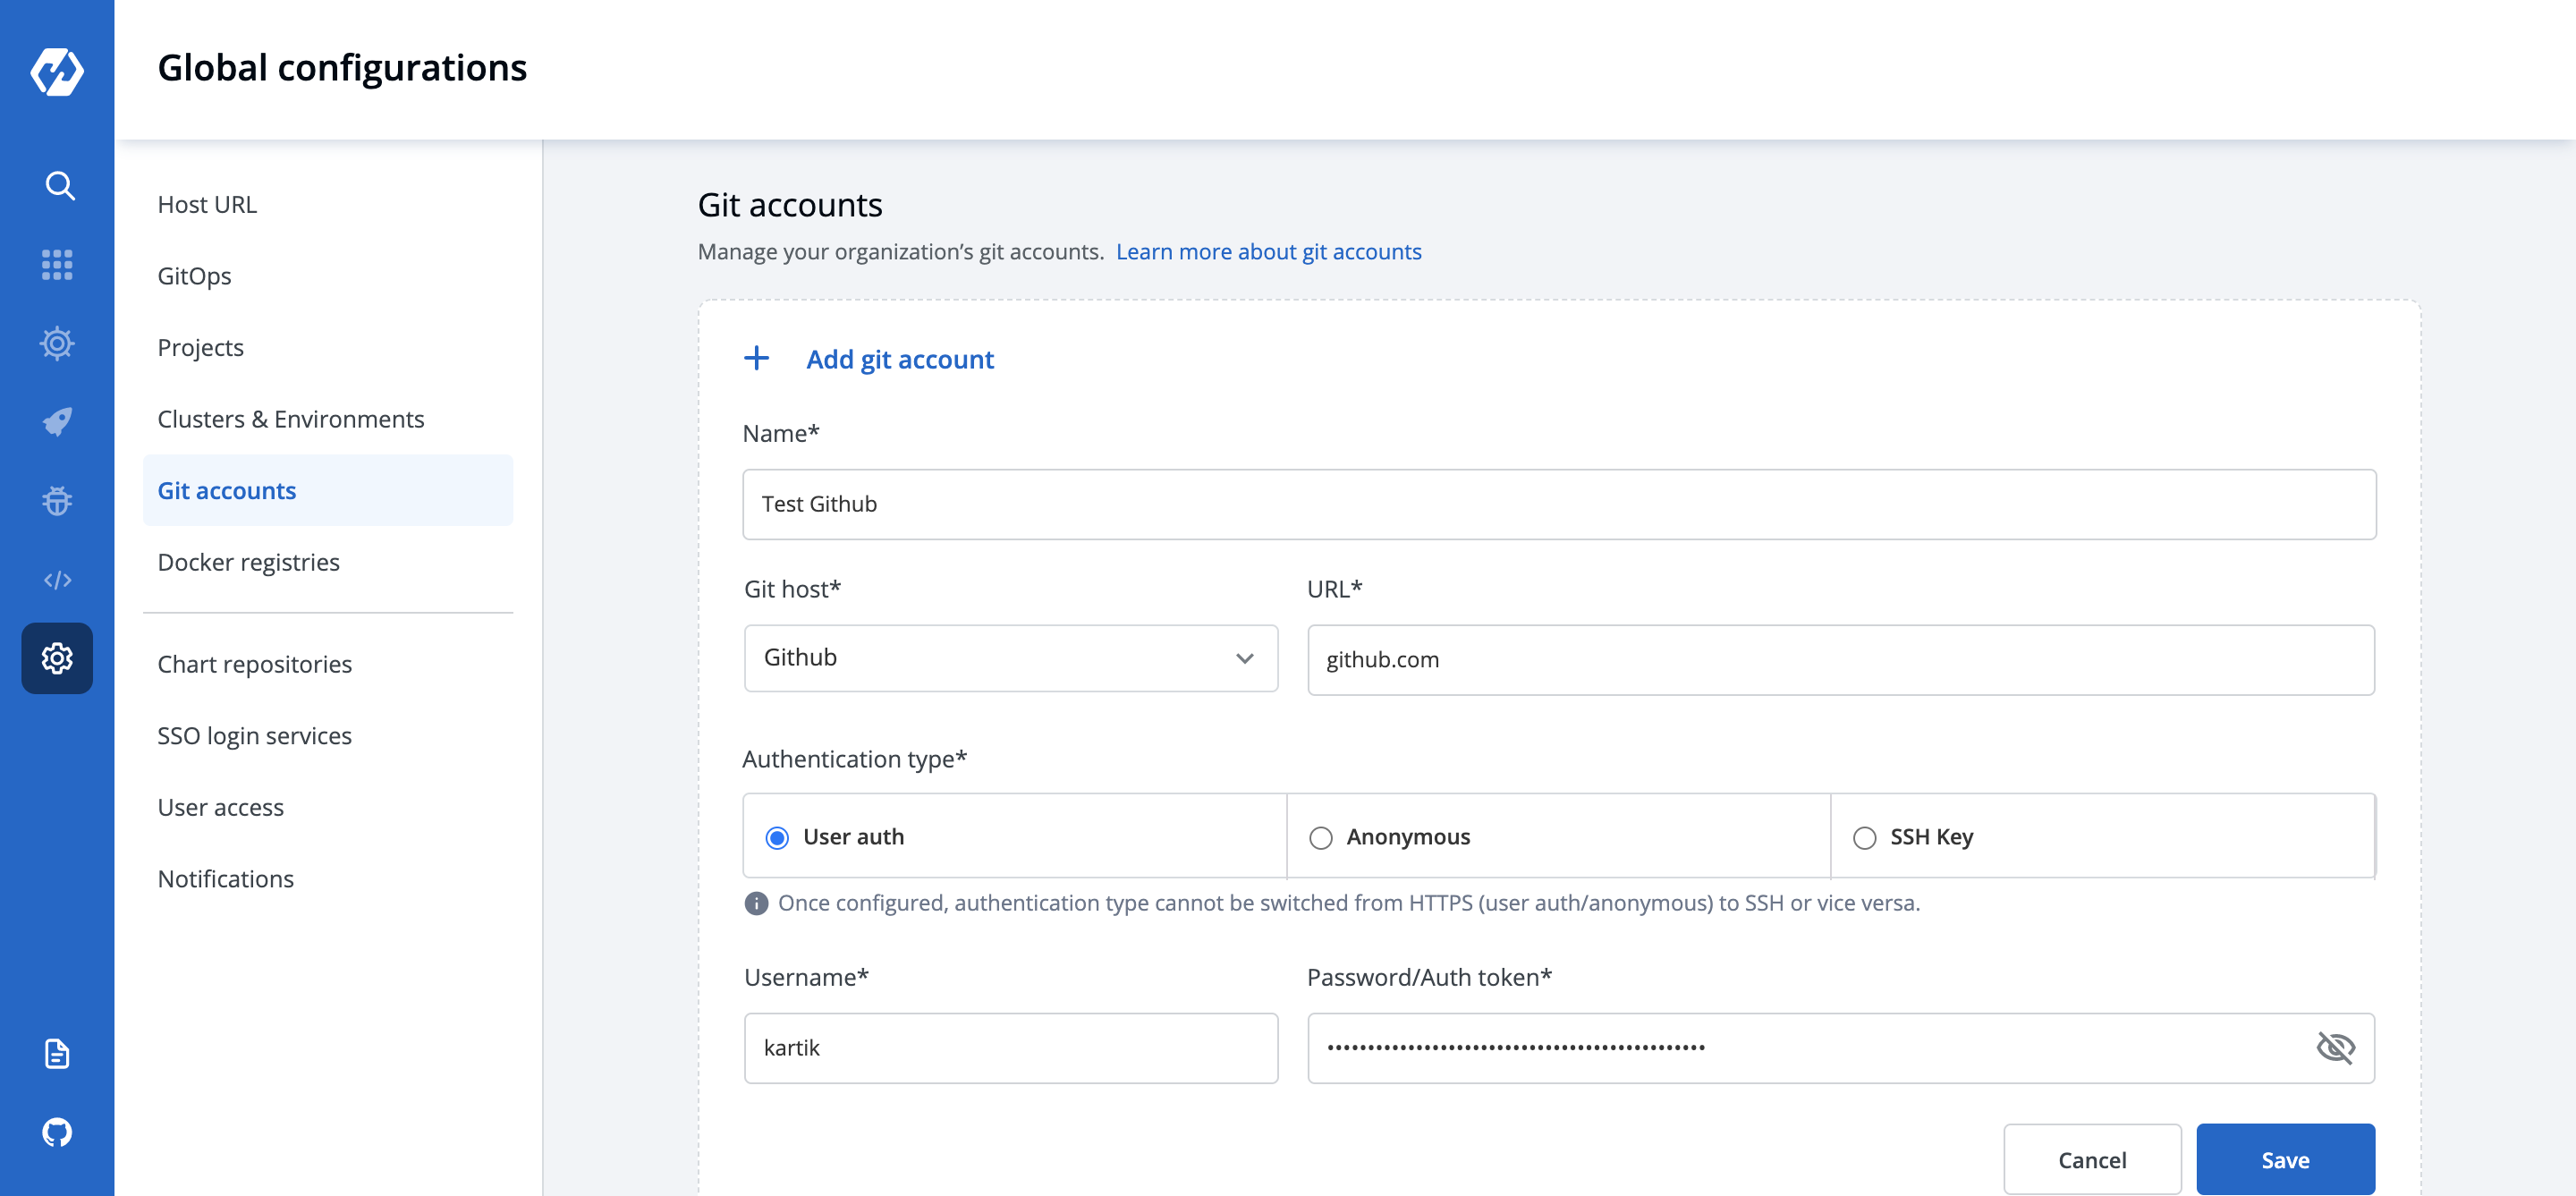 Global configurations
Host URL
GitOps
Projects
Clusters & Environments
Git accounts
Docker registries
Chart repositories
SSO login services
User access
Notifications
Git accounts
Manage your organization’s git accounts. Learn more about git accounts
+ Add git account
Name*
Test Github
Git host* URL*
Github github.com
Authentication type*
User auth Anonymous SSH Key
Once configured, authentication type cannot be switched from HTTPS (user auth/anonymous) to SSH or vice versa.
Username* Password/Auth token*
kartik
Cancel Save